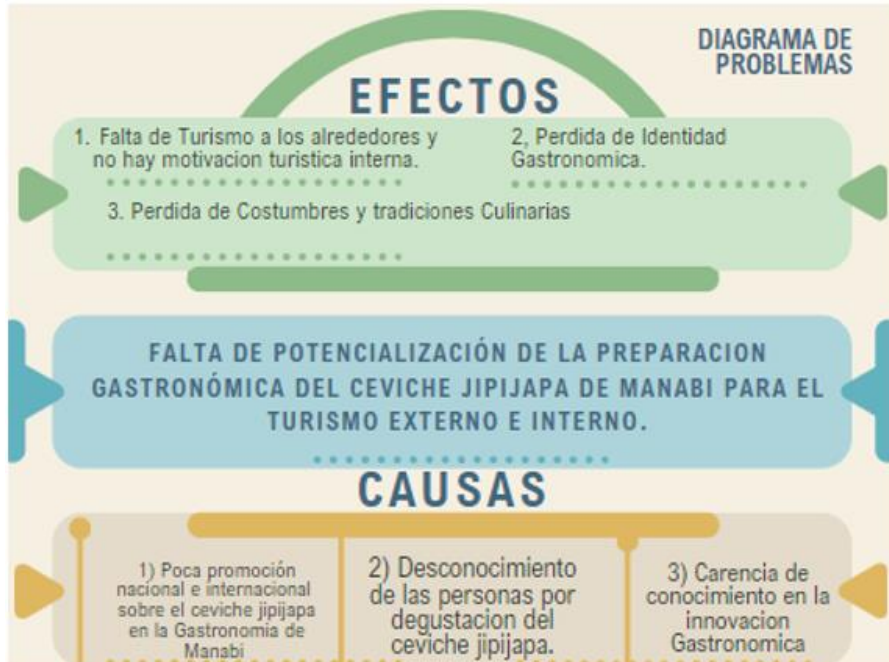 DIAGRAMA DE
PROBLEMAS
EFECTOS
1. Falta de Turismo a los alrededores y
no hay motivacion turistica interna.
2, Perdida de Identidad
Gastronomica.
3. Perdida de Costumbres y tradiciones Culinarias
FALTA DE POTENCIALIZACIÓN DE LA PREPARACION
GASTRONÓMICA DEL CEVICHE JIPIJAPA DE MANABI PARA EL
TURISMO EXTERNO E INTERNO.
CAUSAS
1) Poca promoción
nacional e internacional
sobre el ceviche jipijapa
en la Gastronomia de
Manabi
2) Desconocimiento
de las personas por
degustacion del
ceviche jipijapa.
3) Carencia de
conocimiento en la
innovacion
Gastronomica